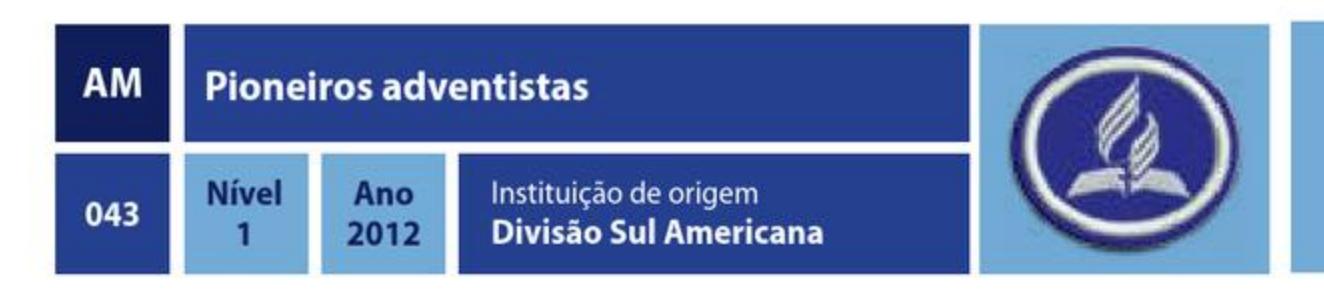 AM
Pioneiros adventistas
043
Nível
1
Ano
2012
Instituição de origem
Divisão Sul Americana